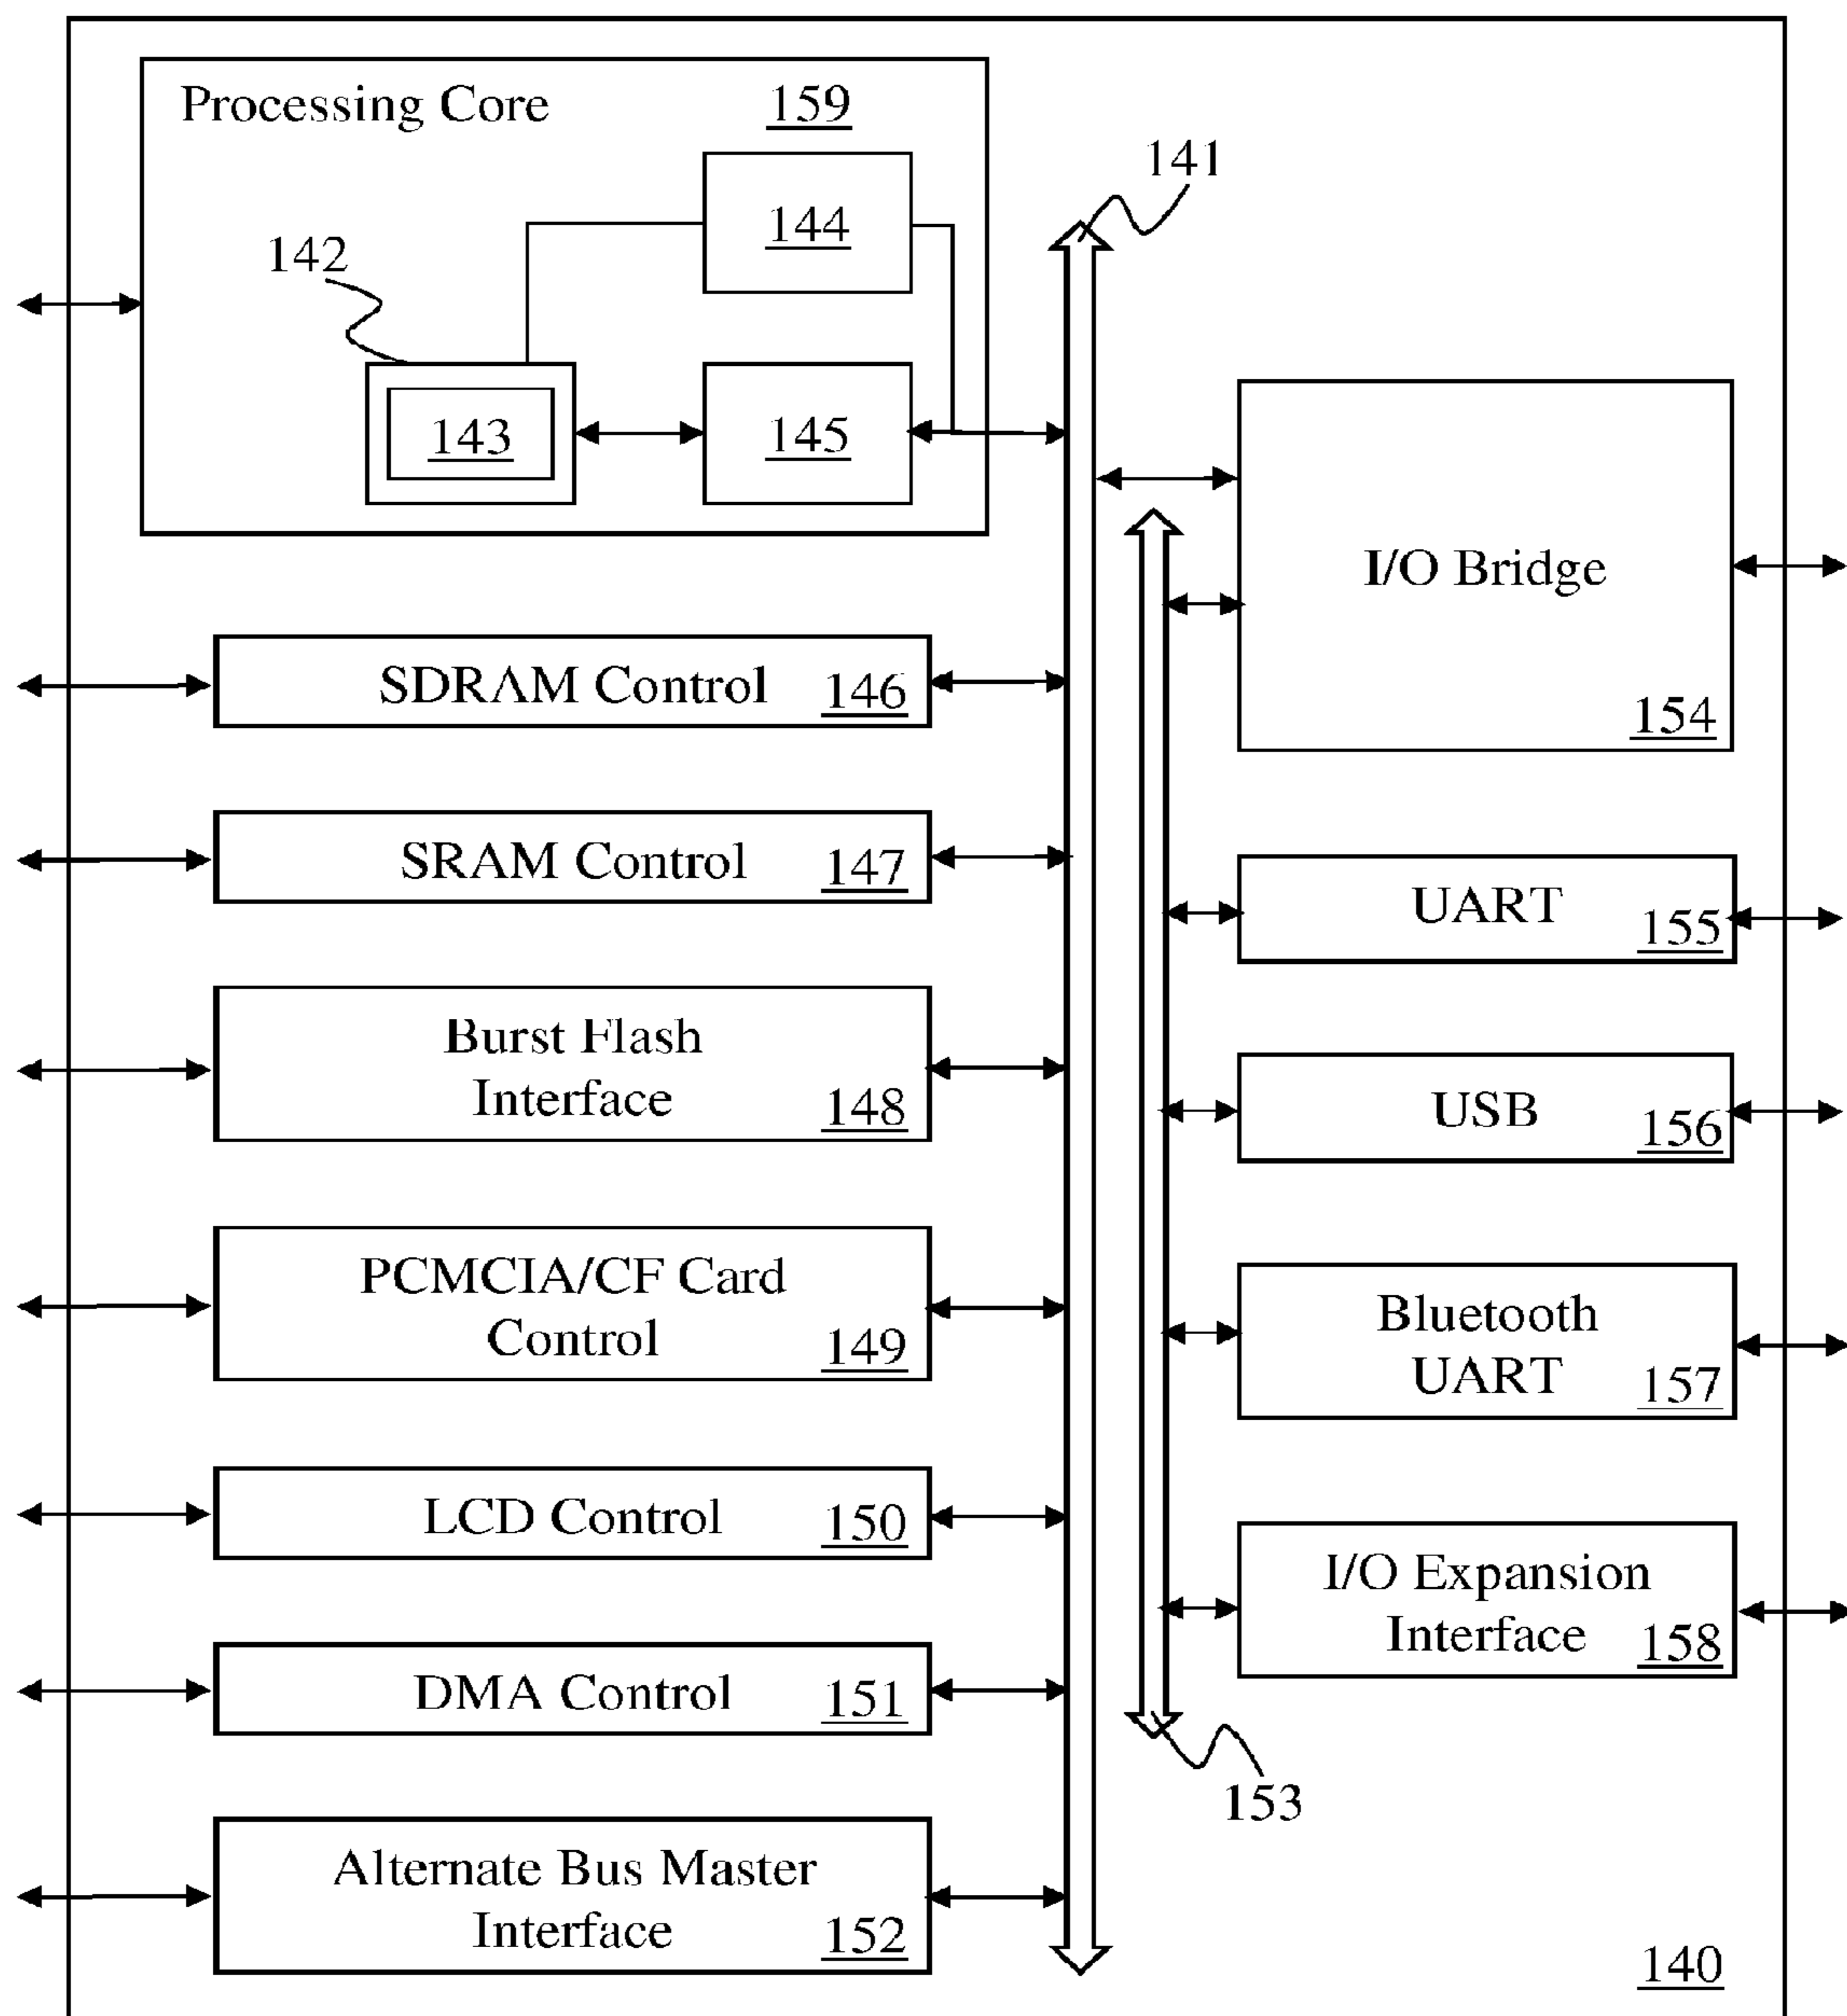 Processing Core
159
141
144
142
143
145
I/O Bridge
154
SDRAM Control
146
SRAM Control
147
UART
155
Burst Flash
Interface
148
USB
156
PCMCIA/CF Card
Control
149
Bluetooth
UART
157
LCD Control
150
I/O Expansion
Interface
158
DMA Control
151
153
Alternate Bus Master
Interface
152
140